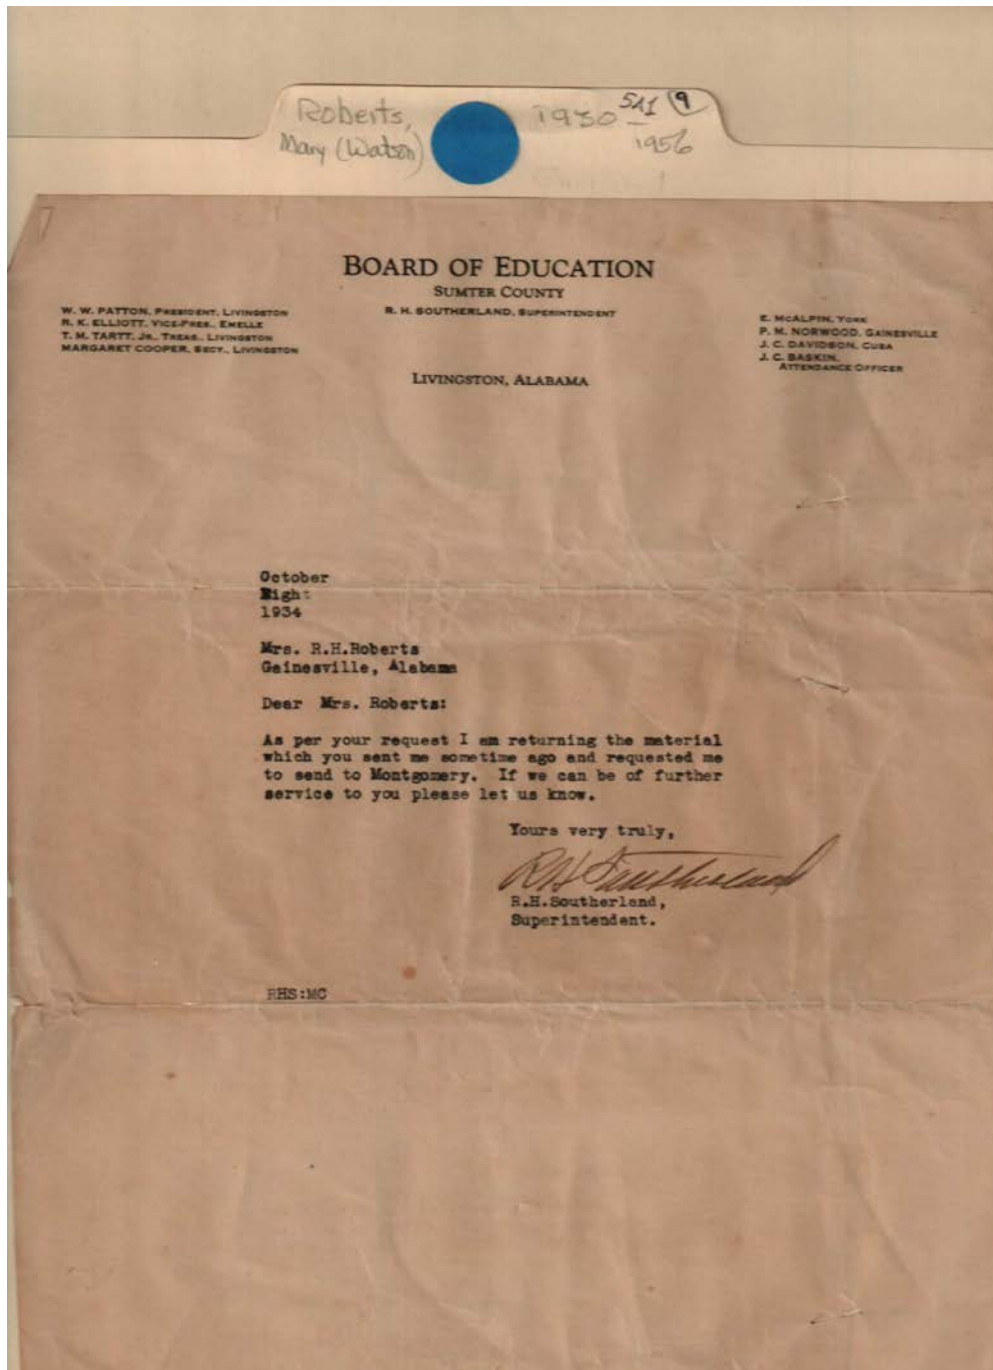 Roberts,
Mary (Watson)
1930 - 1956
SA1 9
BOARD OF EDUCATION
SUMTER COUNTY
R. H. SOUTHERLAND, SUPERINTENDENT
W. W. PATTON, PRESIDENT, LIVINGSTON
R. K. ELLIOTT, VICE-PRES., EMELLE
T. M. TARTT, JR., TREAS., LIVINGSTON
MARGARET COOPER, SECY., LIVINGSTON
E. MCALPIN, YORK
P. M. NORWOOD, GAINESVILLE
J. C. DAVIDSON, CUBA
J. C. BASKIN,
ATTENDANCE OFFICER
LIVINGSTON, ALABAMA
October
Eight
1934
Mrs. R.H.Roberts
Gainesville, Alabama
Dear Mrs. Roberts:
As per your request I am returning the material
which you sent me sometime ago and requested me
to send to Montgomery. If we can be of further
service to you please let us know.
Yours very truly,
RH Southerland
R.H.Southerland,
Superintendent.
RHS:MC